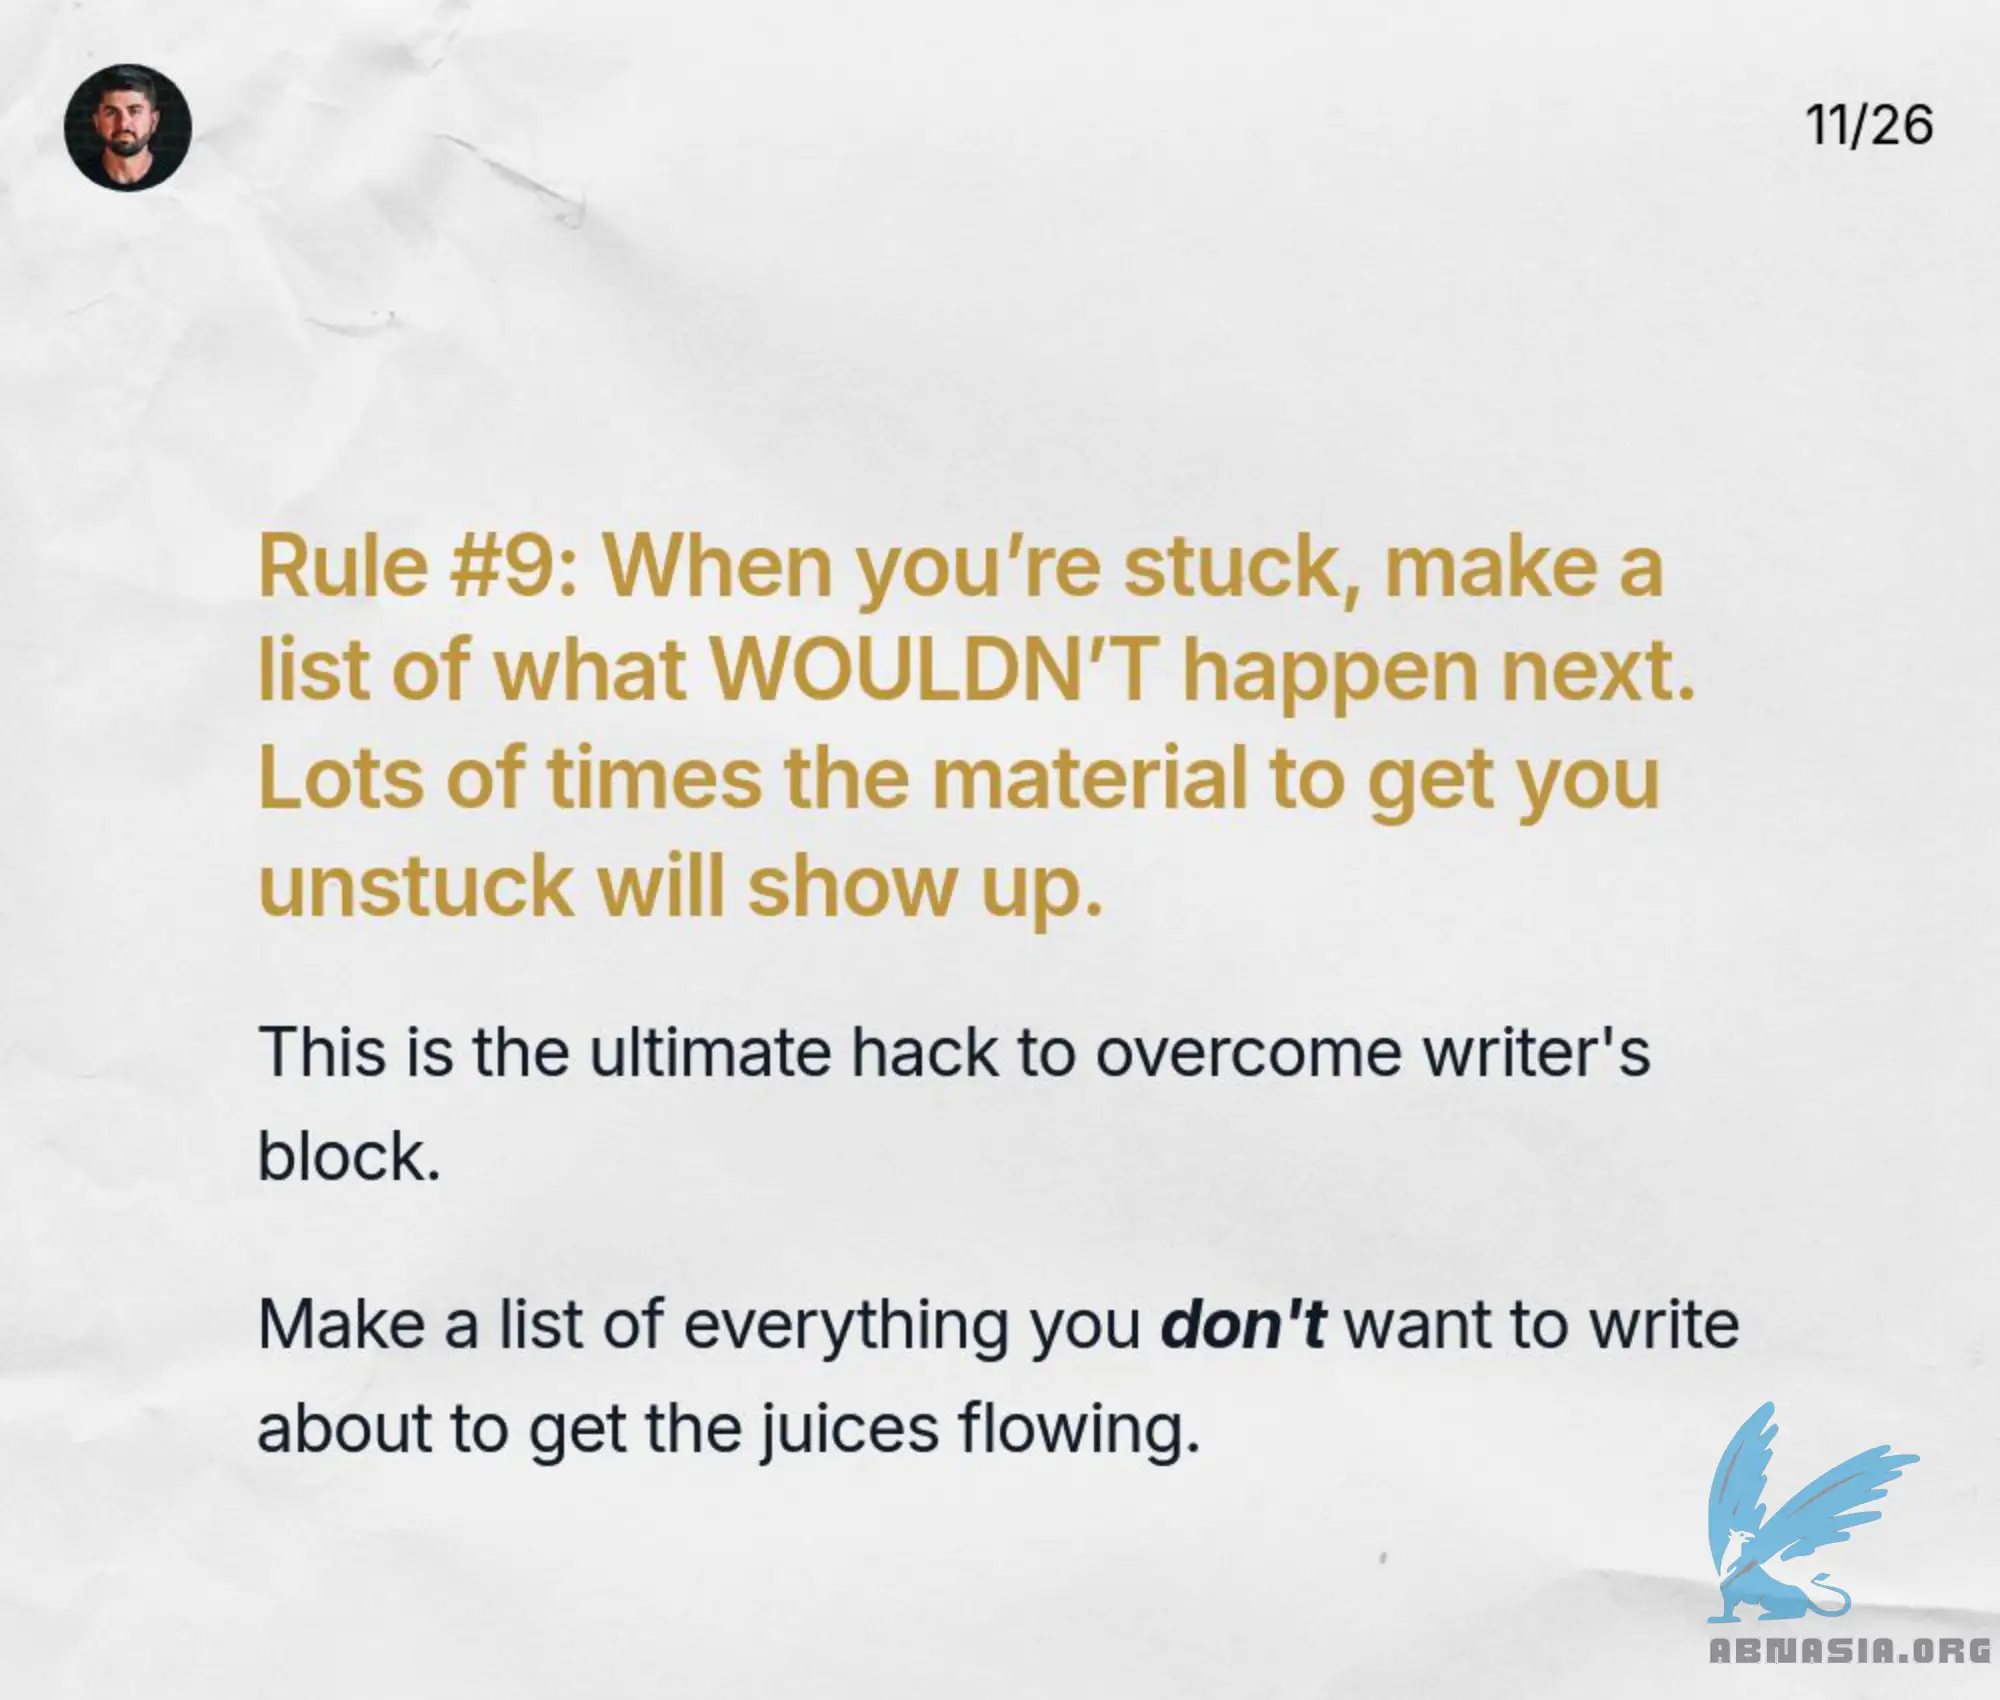 11/26
Rule #9: When you’re stuck, make a
list of what WOULDN’T happen next.
Lots of times the material to get you
unstuck will show up.
This is the ultimate hack to overcome writer's
block.
Make a list of everything you don't want to write
about to get the juices flowing.
ABNASIA.ORG